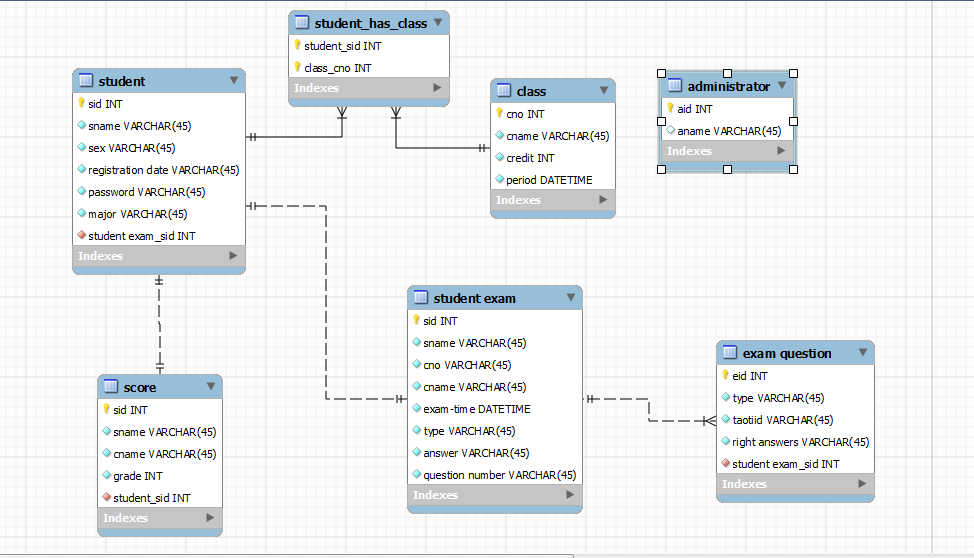 student_has_class
student_sid INT
class_cno INT
Indexes
student
sid INT
sname VARCHAR(45)
sex VARCHAR(45)
registration date VARCHAR(45)
password VARCHAR(45)
major VARCHAR(45)
student exam_sid INT
Indexes
class
cno INT
cname VARCHAR(45)
credit INT
period DATETIME
Indexes
administrator
aid INT
aname VARCHAR(45)
Indexes
student exam
sid INT
sname VARCHAR(45)
cno VARCHAR(45)
cname VARCHAR(45)
exam-time DATETIME
type VARCHAR(45)
answer VARCHAR(45)
question number VARCHAR(45)
Indexes
exam question
eid INT
type VARCHAR(45)
taotiid VARCHAR(45)
right answers VARCHAR(45)
student exam_sid INT
Indexes
score
sid INT
sname VARCHAR(45)
cname VARCHAR(45)
grade INT
student_sid INT
Indexes